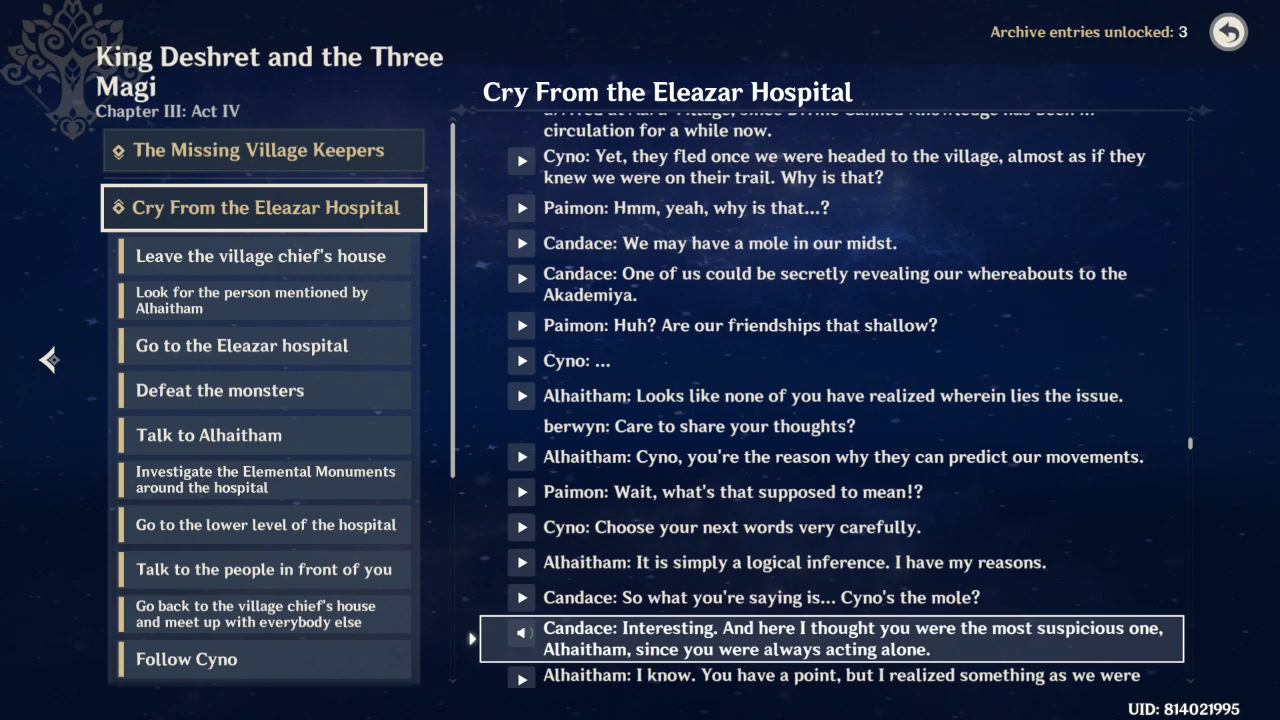 Archive entries unlocked: 3
King Deshret and the Three
Magi
Chapter III: Act IV
The Missing Village Keepers
Cry From the Eleazar Hospital
Leave the village chief's house
Look for the person mentioned by
Alhaitham
Go to the Eleazar hospital
Defeat the monsters
Talk to Alhaitham
Investigate the Elemental Monuments
around the hospital
Go to the lower level of the hospital
Talk to the people in front of you
Go back to the village chief's house
and meet up with everybody else
Follow Cyno
Cry From the Eleazar Hospital
arrived at Aaru Village, since Divine Canned Knowledge has been in
circulation for a while now.
Cyno: Yet, they fled once we were headed to the village, almost as if they
knew we were on their trail. Why is that?
Paimon: Hmm, yeah, why is that...?
Candace: We may have a mole in our midst.
Candace: One of us could be secretly revealing our whereabouts to the
Akademiya.
Paimon: Huh? Are our friendships that shallow?
Cyno: ...
Alhaitham: Looks like none of you have realized wherein lies the issue.
berwyn: Care to share your thoughts?
Alhaitham: Cyno, you're the reason why they can predict our movements.
Paimon: Wait, what's that supposed to mean!?
Cyno: Choose your next words very carefully.
Alhaitham: It is simply a logical inference. I have my reasons.
Candace: So what you're saying is... Cyno's the mole?
Candace: Interesting. And here I thought you were the most suspicious one,
Alhaitham, since you were always acting alone.
Alhaitham: I know. You have a point, but I realized something as we were
UID: 814021995